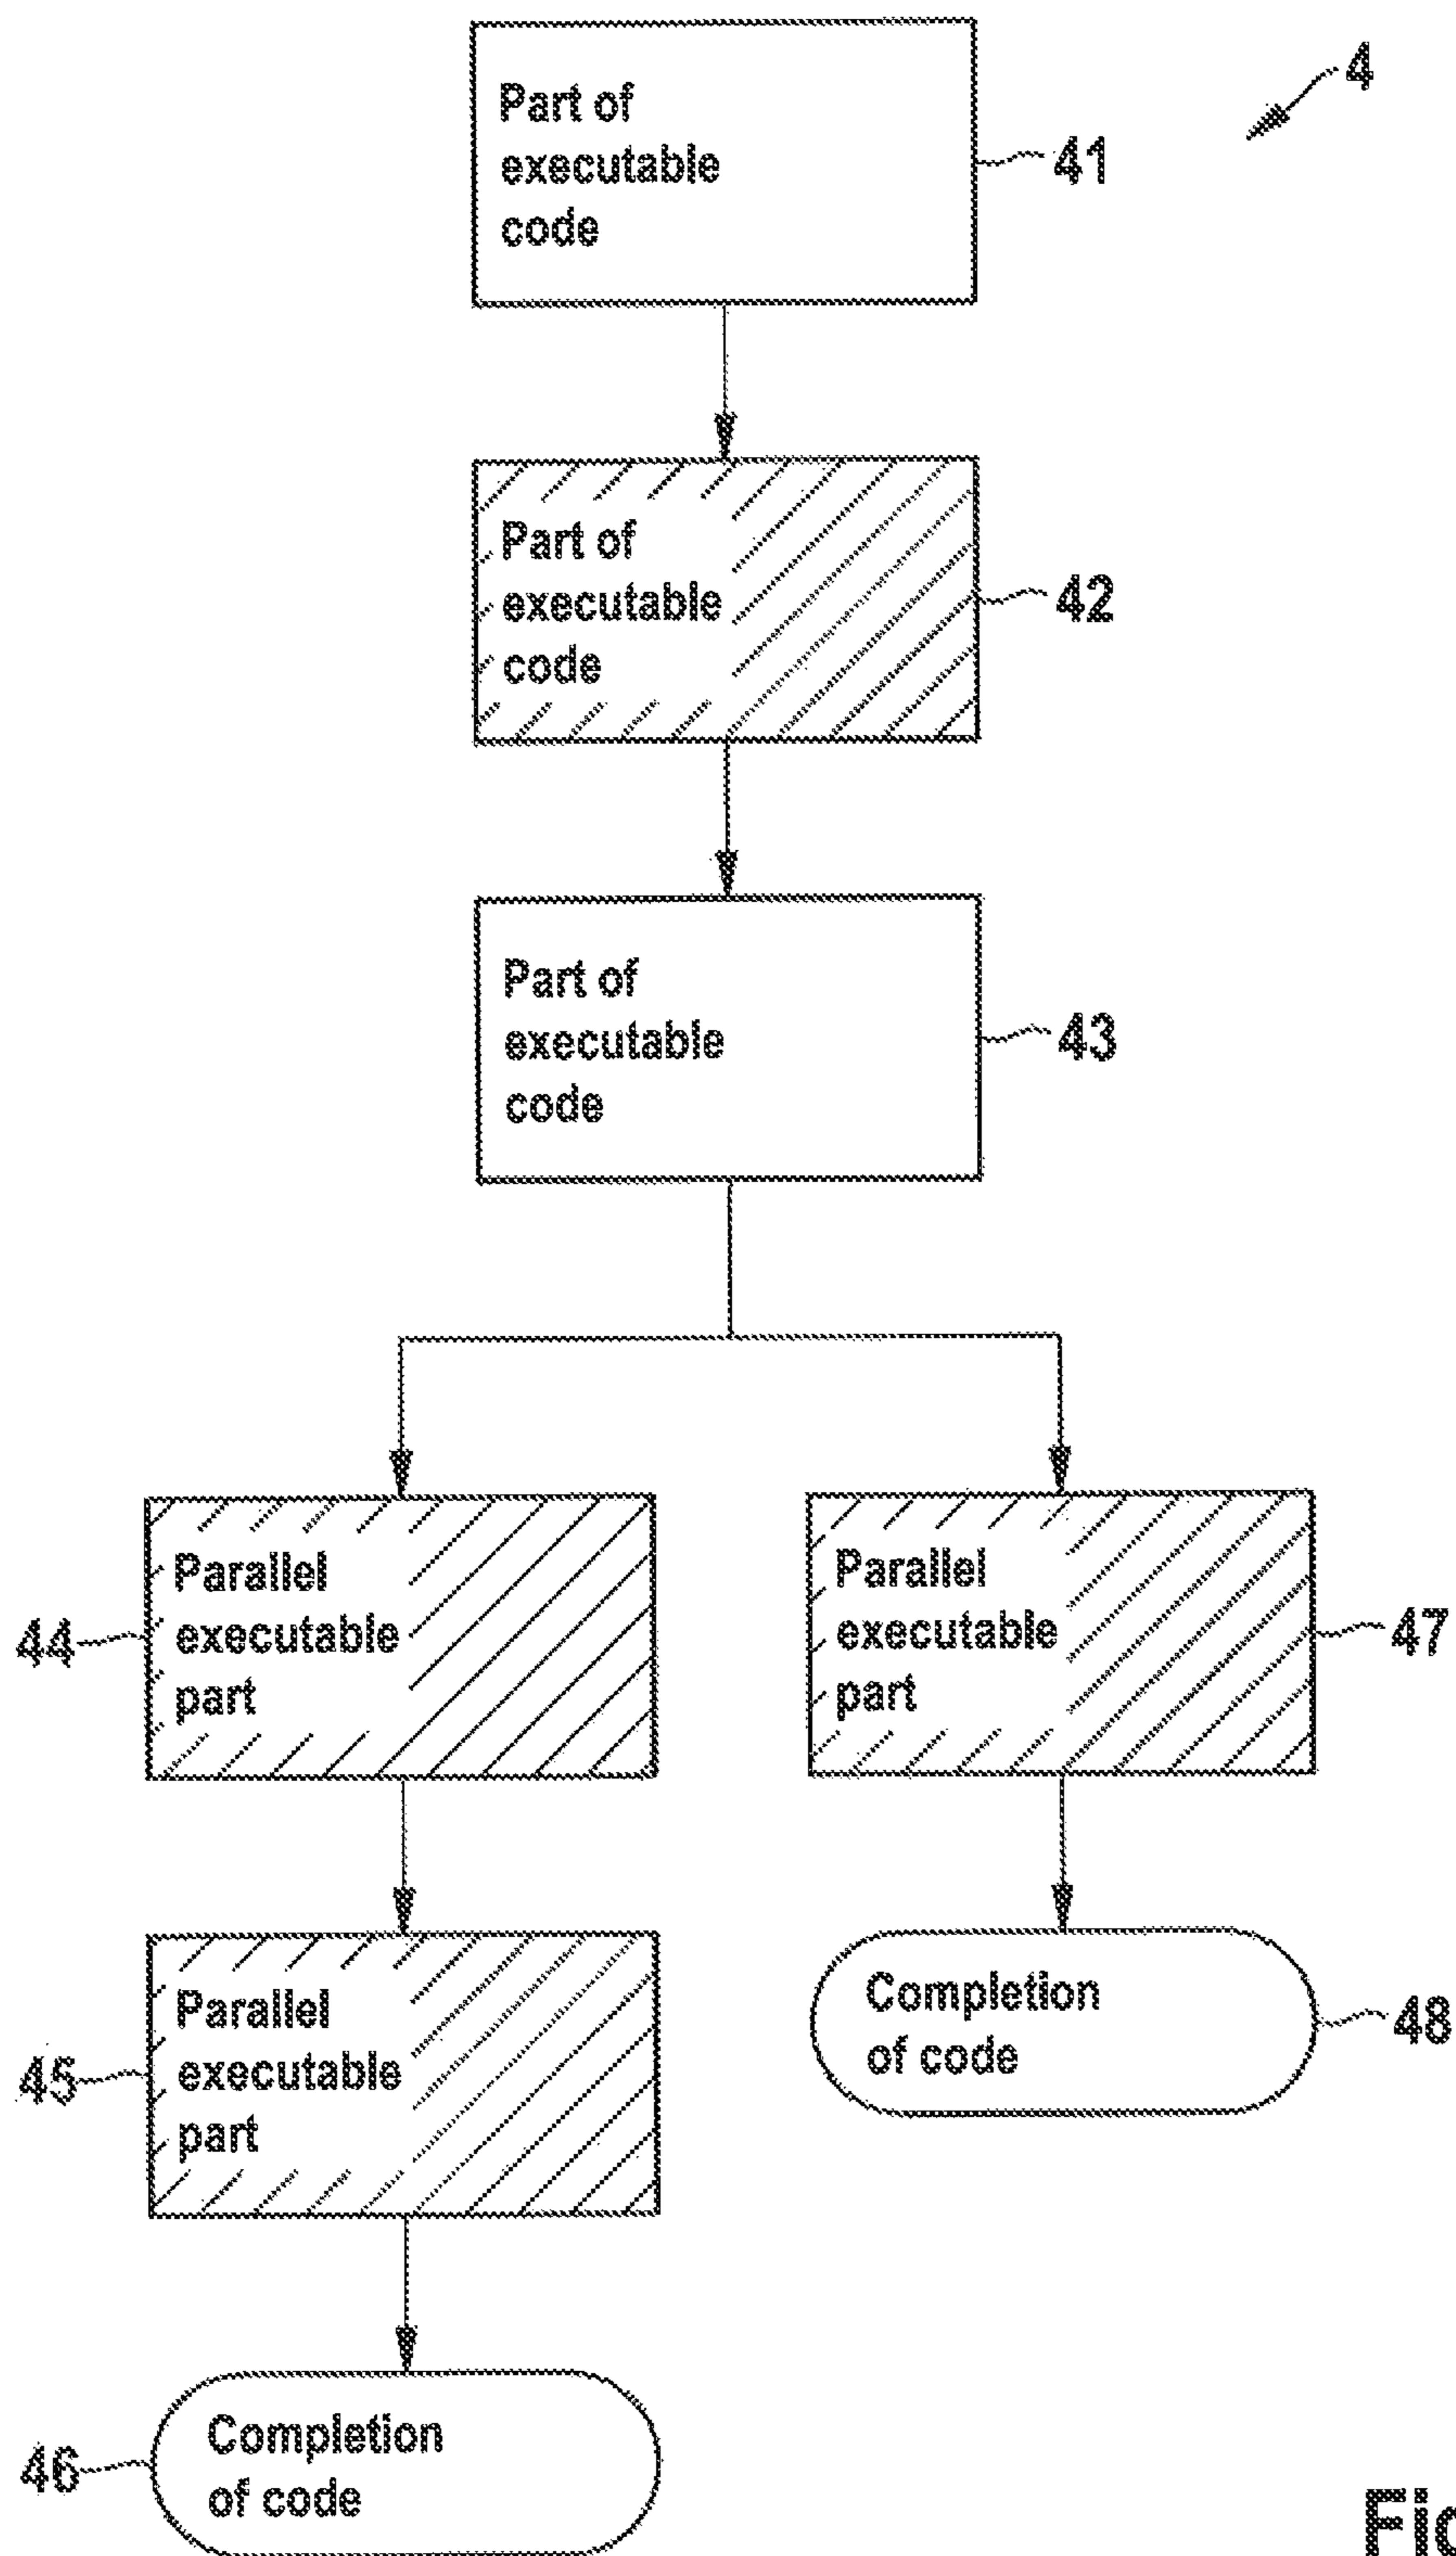 4
Part of
executable
code
41
Part of
executable
code
42
Part of
executable
code
43
Parallel
executable
part
44
Parallel
executable
part
47
Parallel
executable
part
45
Completion
of code
48
Completion
of code
46